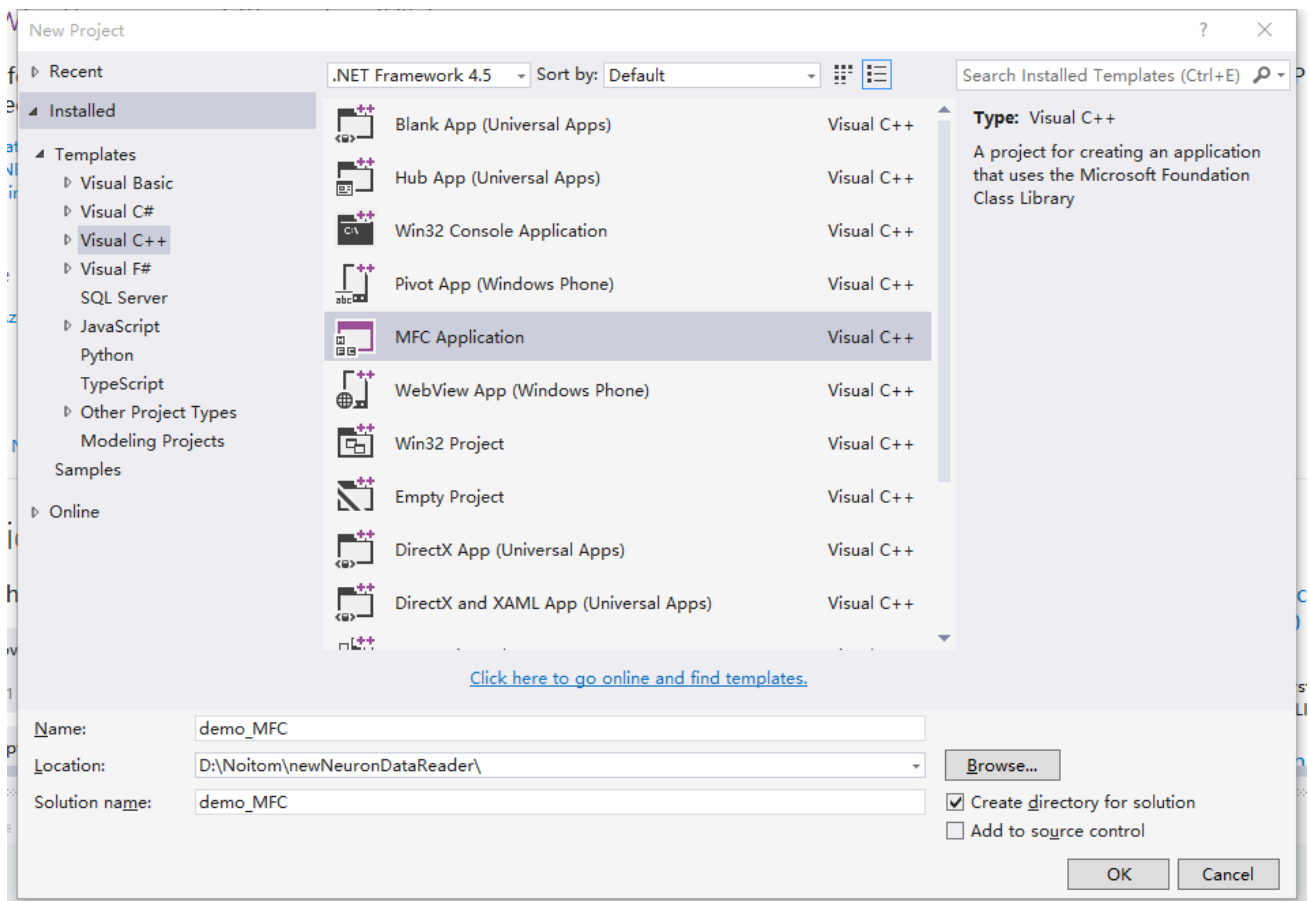 New Project
? ×
Recent
Installed
Templates
Visual Basic
Visual C#
Visual C++
Visual F#
SQL Server
JavaScript
Python
TypeScript
Other Project Types
Modeling Projects
Samples
Online
.NET Framework 4.5 Sort by: Default
Search Installed Templates (Ctrl+E)
Blank App (Universal Apps) Visual C++
Hub App (Universal Apps) Visual C++
Win32 Console Application Visual C++
Pivot App (Windows Phone) Visual C++
MFC Application Visual C++
WebView App (Windows Phone) Visual C++
Win32 Project Visual C++
Empty Project Visual C++
DirectX App (Universal Apps) Visual C++
DirectX and XAML App (Universal Apps) Visual C++
Type: Visual C++
A project for creating an application
that uses the Microsoft Foundation
Class Library
Click here to go online and find templates.
Name: demo_MFC
Location: D:\Noitom\newNeuronDataReader\
Browse...
Solution name: demo_MFC
Create directory for solution
Add to source control
OK Cancel